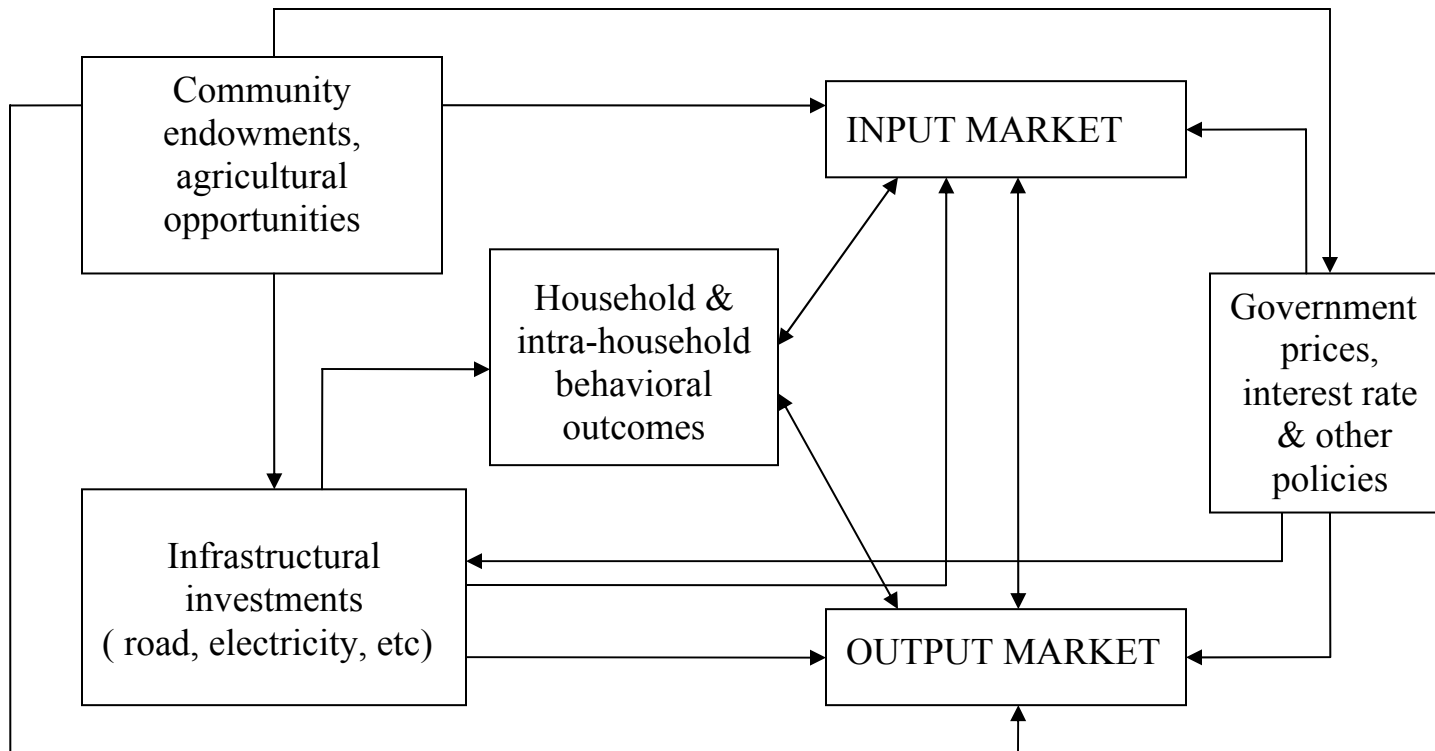 Community
endowments,
agricultural
opportunities
INPUT MARKET
Household &
intra-household
behavioral
outcomes
Government
prices,
interest rate
& other
policies
Infrastructural
investments
( road, electricity, etc)
OUTPUT MARKET